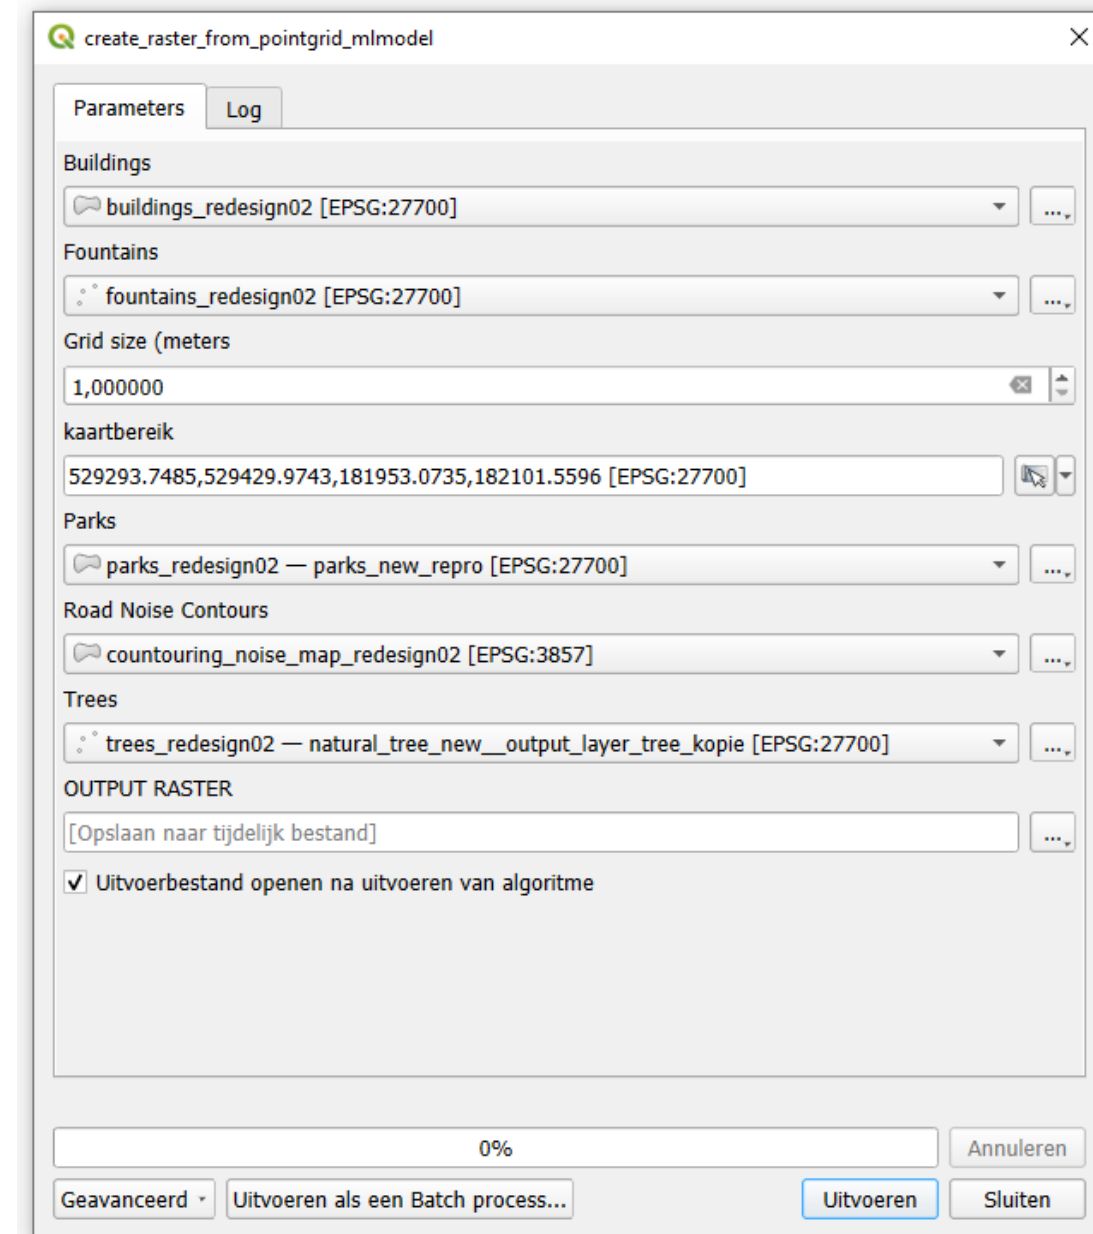 create_raster_from_pointgrid_mlmodel
Parameters
Log
Buildings
buildings_redesign02 [EPSG:27700]
...
Fountains
fountains_redesign02 [EPSG:27700]
...
Grid size (meters
1,000000
kaartbereik
529293.7485,529429.9743,181953.0735,182101.5596 [EPSG:27700]
Parks
parks_redesign02 — parks_new_repro [EPSG:27700]
...
Road Noise Contours
countouring_noise_map_redesign02 [EPSG:3857]
...
Trees
trees_redesign02 — natural_tree_new__output_layer_tree_kopie [EPSG:27700]
...
OUTPUT RASTER
[Opslaan naar tijdelijk bestand]
...
Uitvoerbestand openen na uitvoeren van algoritme
0%
Annuleren
Geavanceerd
Uitvoeren als een Batch process...
Uitvoeren
Sluiten